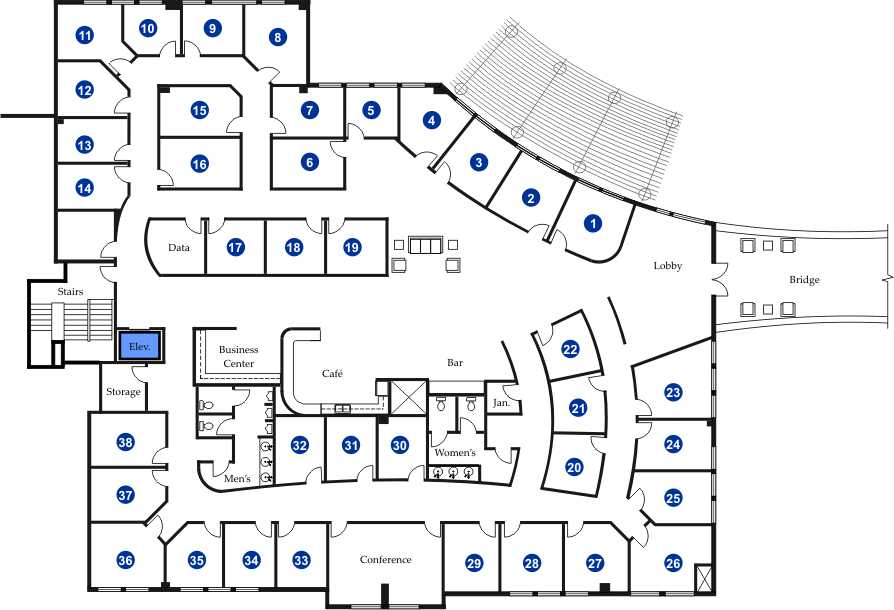 10
9
11
8
12
15
7
5
4
13
16
6
3
14
2
1
Data
17
18
19
Lobby
Bridge
Stairs
Elev.
Business
Center
Café
Bar
22
Storage
Jan.
23
21
38
32
31
30
Women's
24
20
Men's
37
25
36
35
34
33
Conference
29
28
27
26